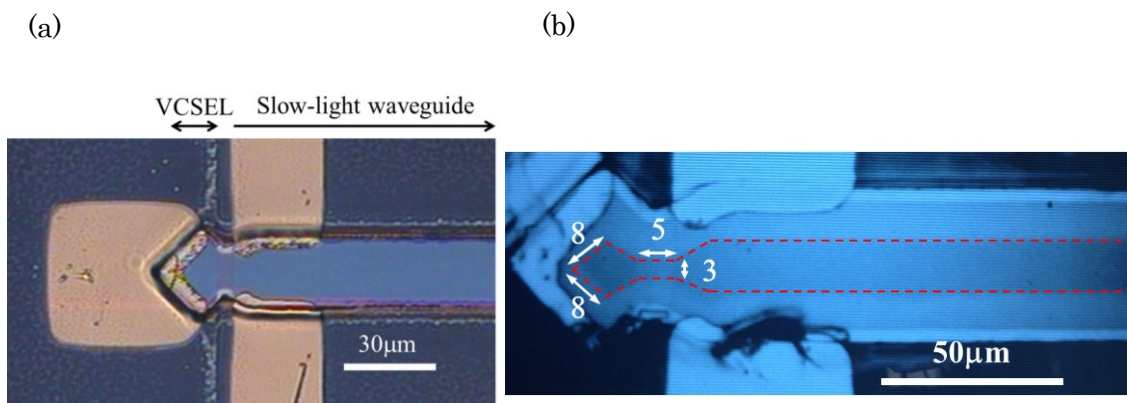 (a)
VCSEL Slow-light waveguide
30μm
(b)
8
5
3
8
50μm